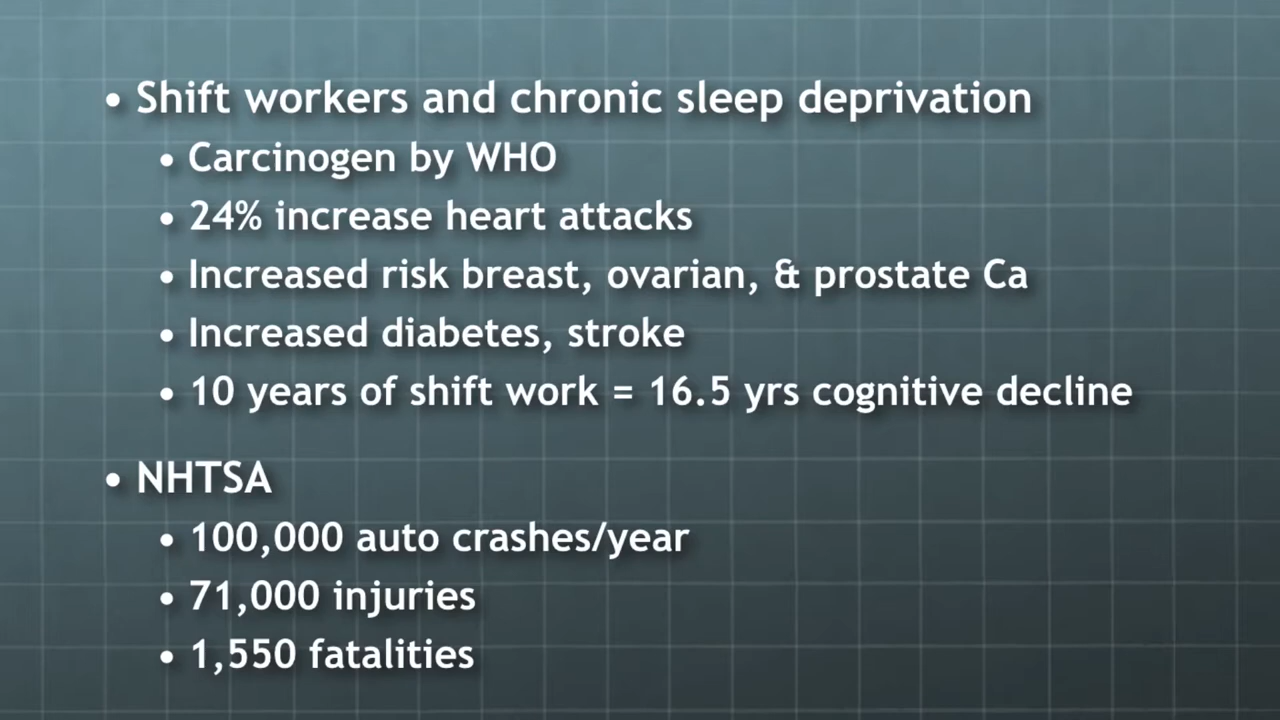 • Shift workers and chronic sleep deprivation
• Carcinogen by WHO
• 24% increase heart attacks
• Increased risk breast, ovarian, & prostate Ca
• Increased diabetes, stroke
• 10 years of shift work = 16.5 yrs cognitive decline
• NHTSA
• 100,000 auto crashes/year
• 71,000 injuries
• 1,550 fatalities